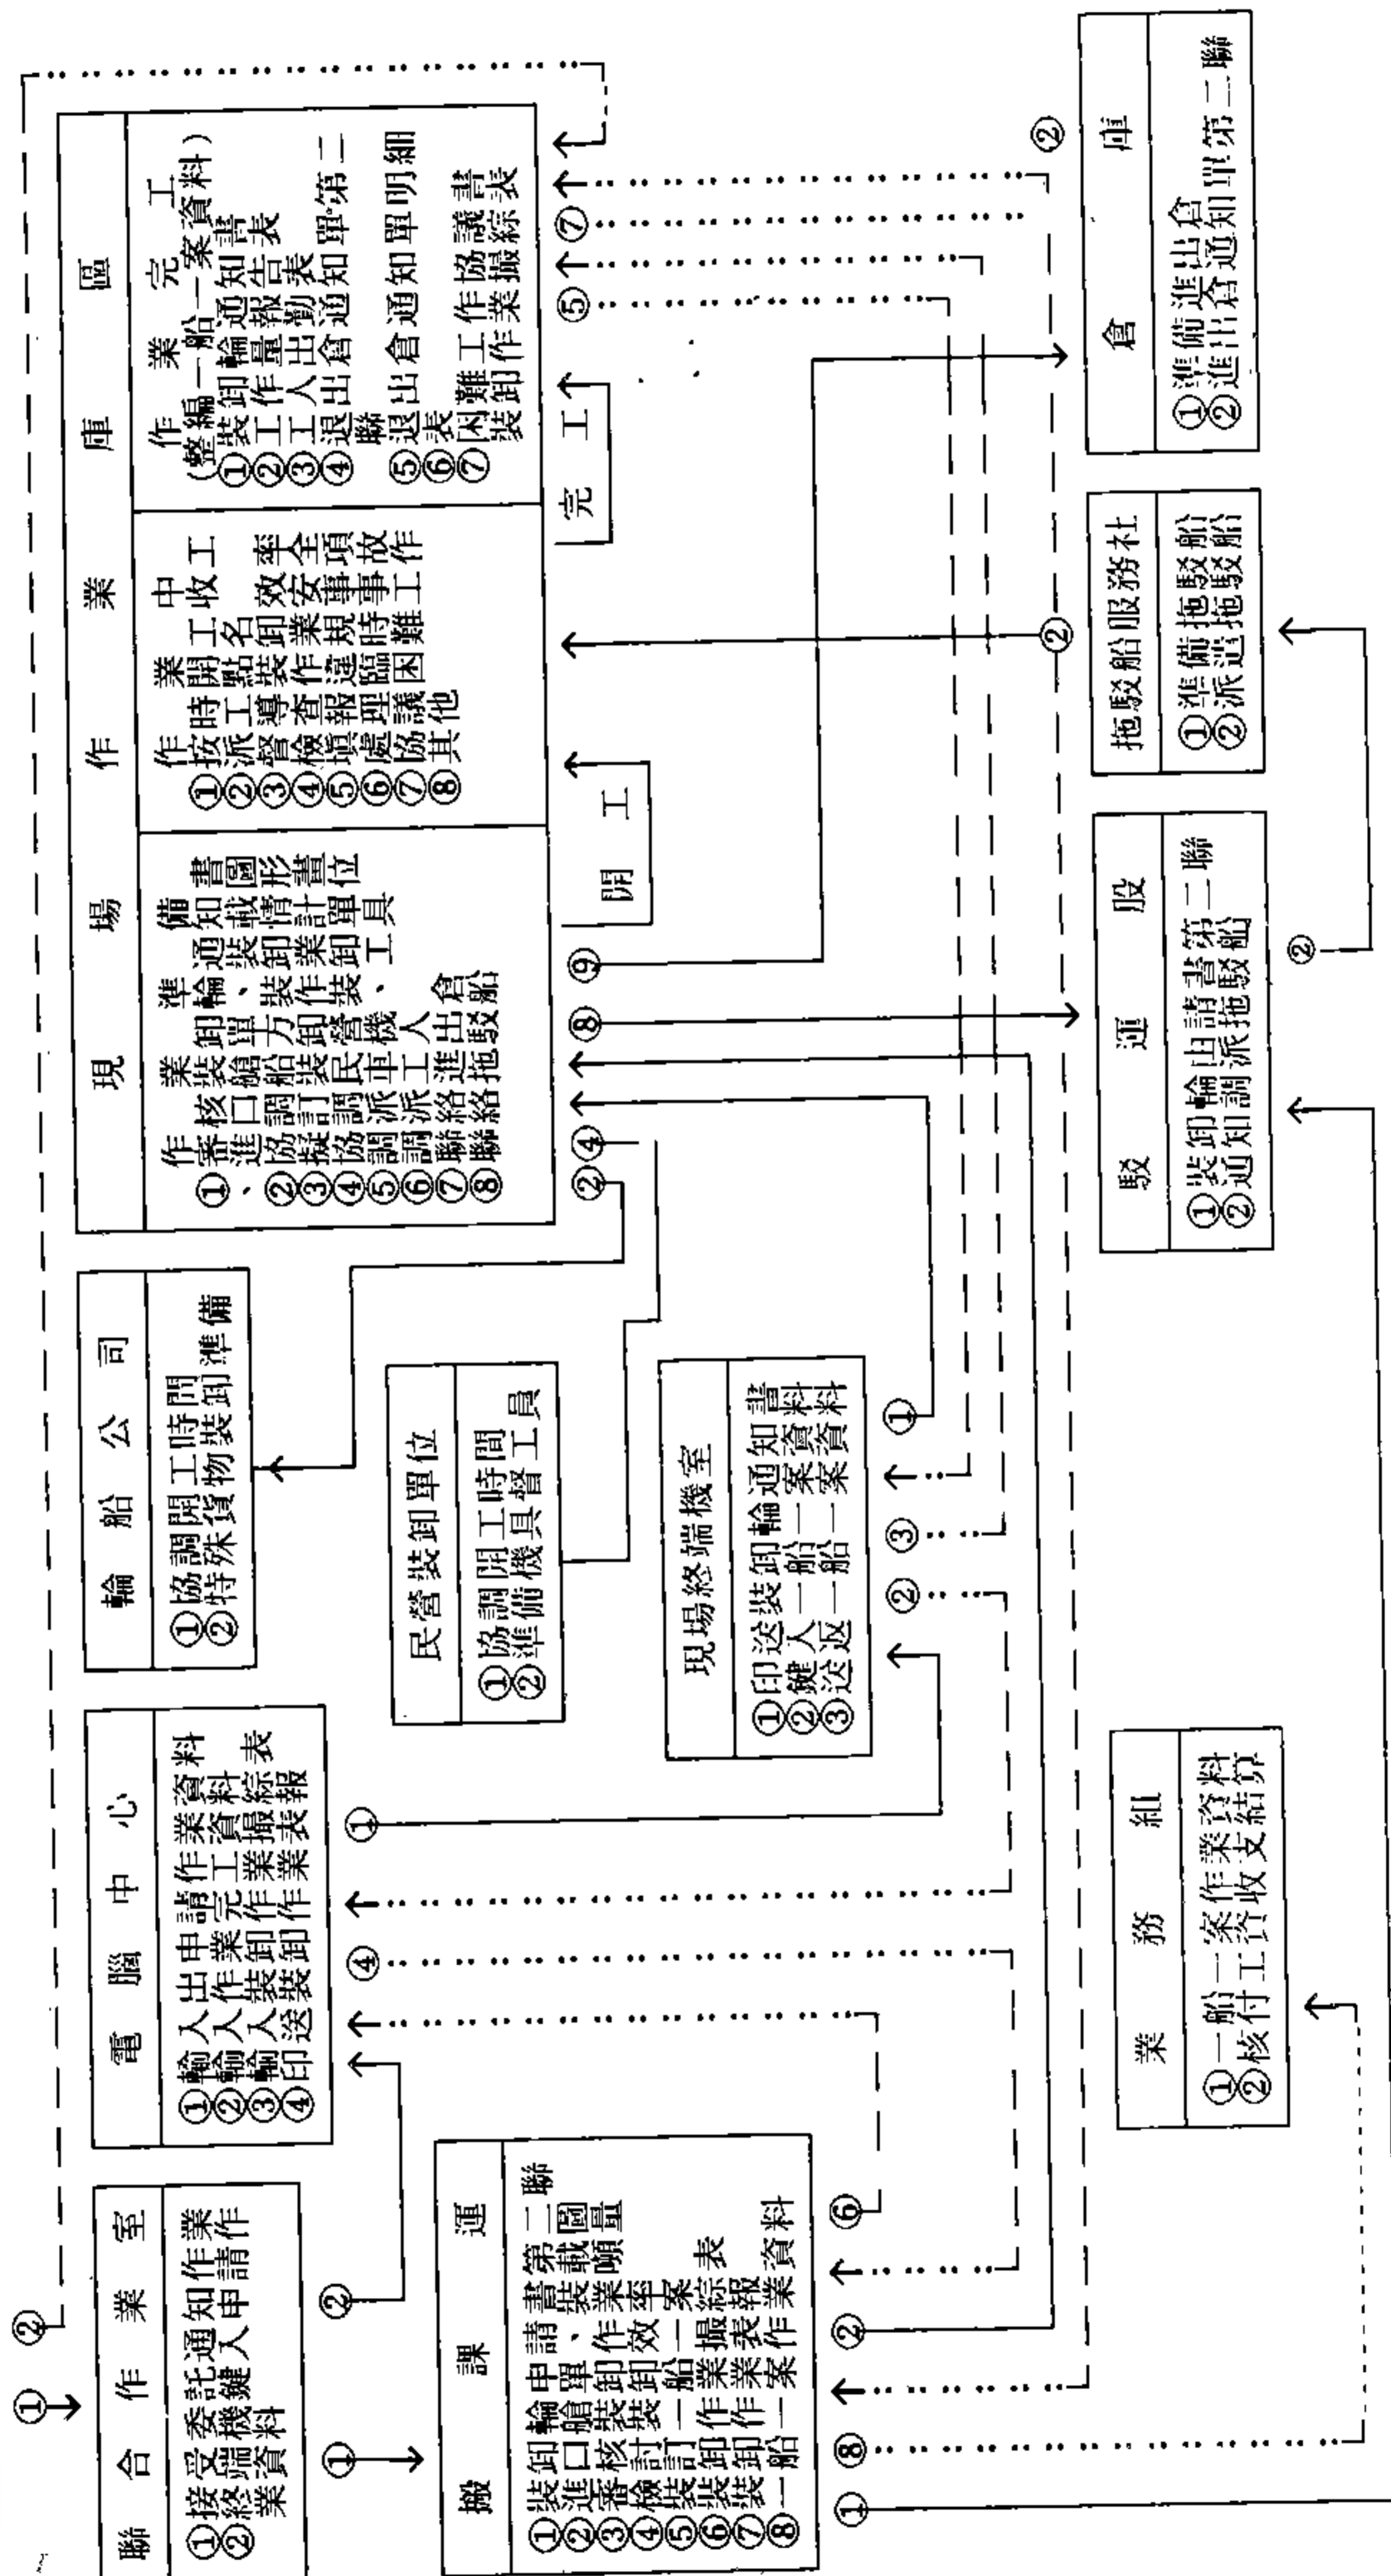 ②
①
聯合作業室
①接受委託通知作業
②終端機鍵入申請作
業資料
①
②
搬運課
①裝卸輪申請書第二聯
②進口艙單、裝載圖
③審核裝卸作業噸量
④檢討裝卸效率
⑤裝訂一船一案
⑥裝卸作業撮綜表
⑦裝卸作業表報
⑧一船一案作業資料
①
⑧
②
⑥
電腦中心
①輸入出申請作業資料
②輸入作業完工資料
③輸入裝卸作業撮綜表
④印送裝卸作業表報
④
①
輪船公司
①協調開工時間
②特殊貨物裝卸準備
民營裝卸單位
①協調開工時間
②準備機具督工員
現場終端機室
①印送裝卸輪通知書
②鍵入一船一案資料
③送返一船一案資料
②
③
①
業務組
①一船一案作業資料
②核付工資收支結算
現場作業庫區
作業準備
①審核裝卸輪通知書
、進口艙單、裝載圖
②協調船方裝卸情形
③擬訂裝卸作業計畫
④協調民營裝卸單位
⑤調派車機、工具
⑥調派工人
⑦聯絡進出倉
⑧聯絡拖駁船
②
④
⑧
⑨
開工
作業中
①按時開工收工
②派工點名
③督導裝卸效率
④檢查作業安全
⑤填報違規事項
⑥處理臨時事故
⑦協議困難工作
⑧其他
完工
作業完工
(整編一船一案資料)
①裝卸輪通知書
②工作量報告表
③工人出勤表
④退出倉通知單第二
聯
⑤退出倉通知單明細
表
⑥困難工作協議書
⑦裝卸作業撮綜表
⑤
⑦
②
②
駁運股
①裝卸輪申請書第二聯
②通知調派拖駁船
②
拖駁船服務社
①準備拖駁船
②派遣拖駁船
倉庫
①準備進出倉
②進出倉通知單第二聯